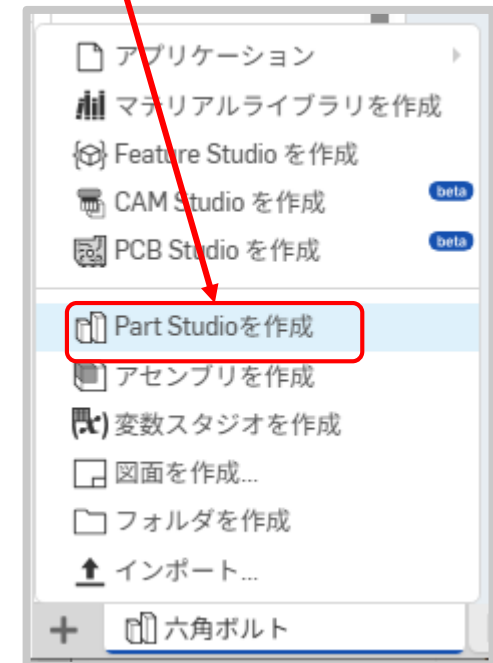 アプリケーション
マテリアルライブラリを作成
Feature Studio を作成
CAM Studio を作成 beta
PCB Studio を作成 beta
Part Studioを作成
アセンブリを作成
変数スタジオを作成
図面を作成...
フォルダを作成
インポート...
+ 六角ボルト